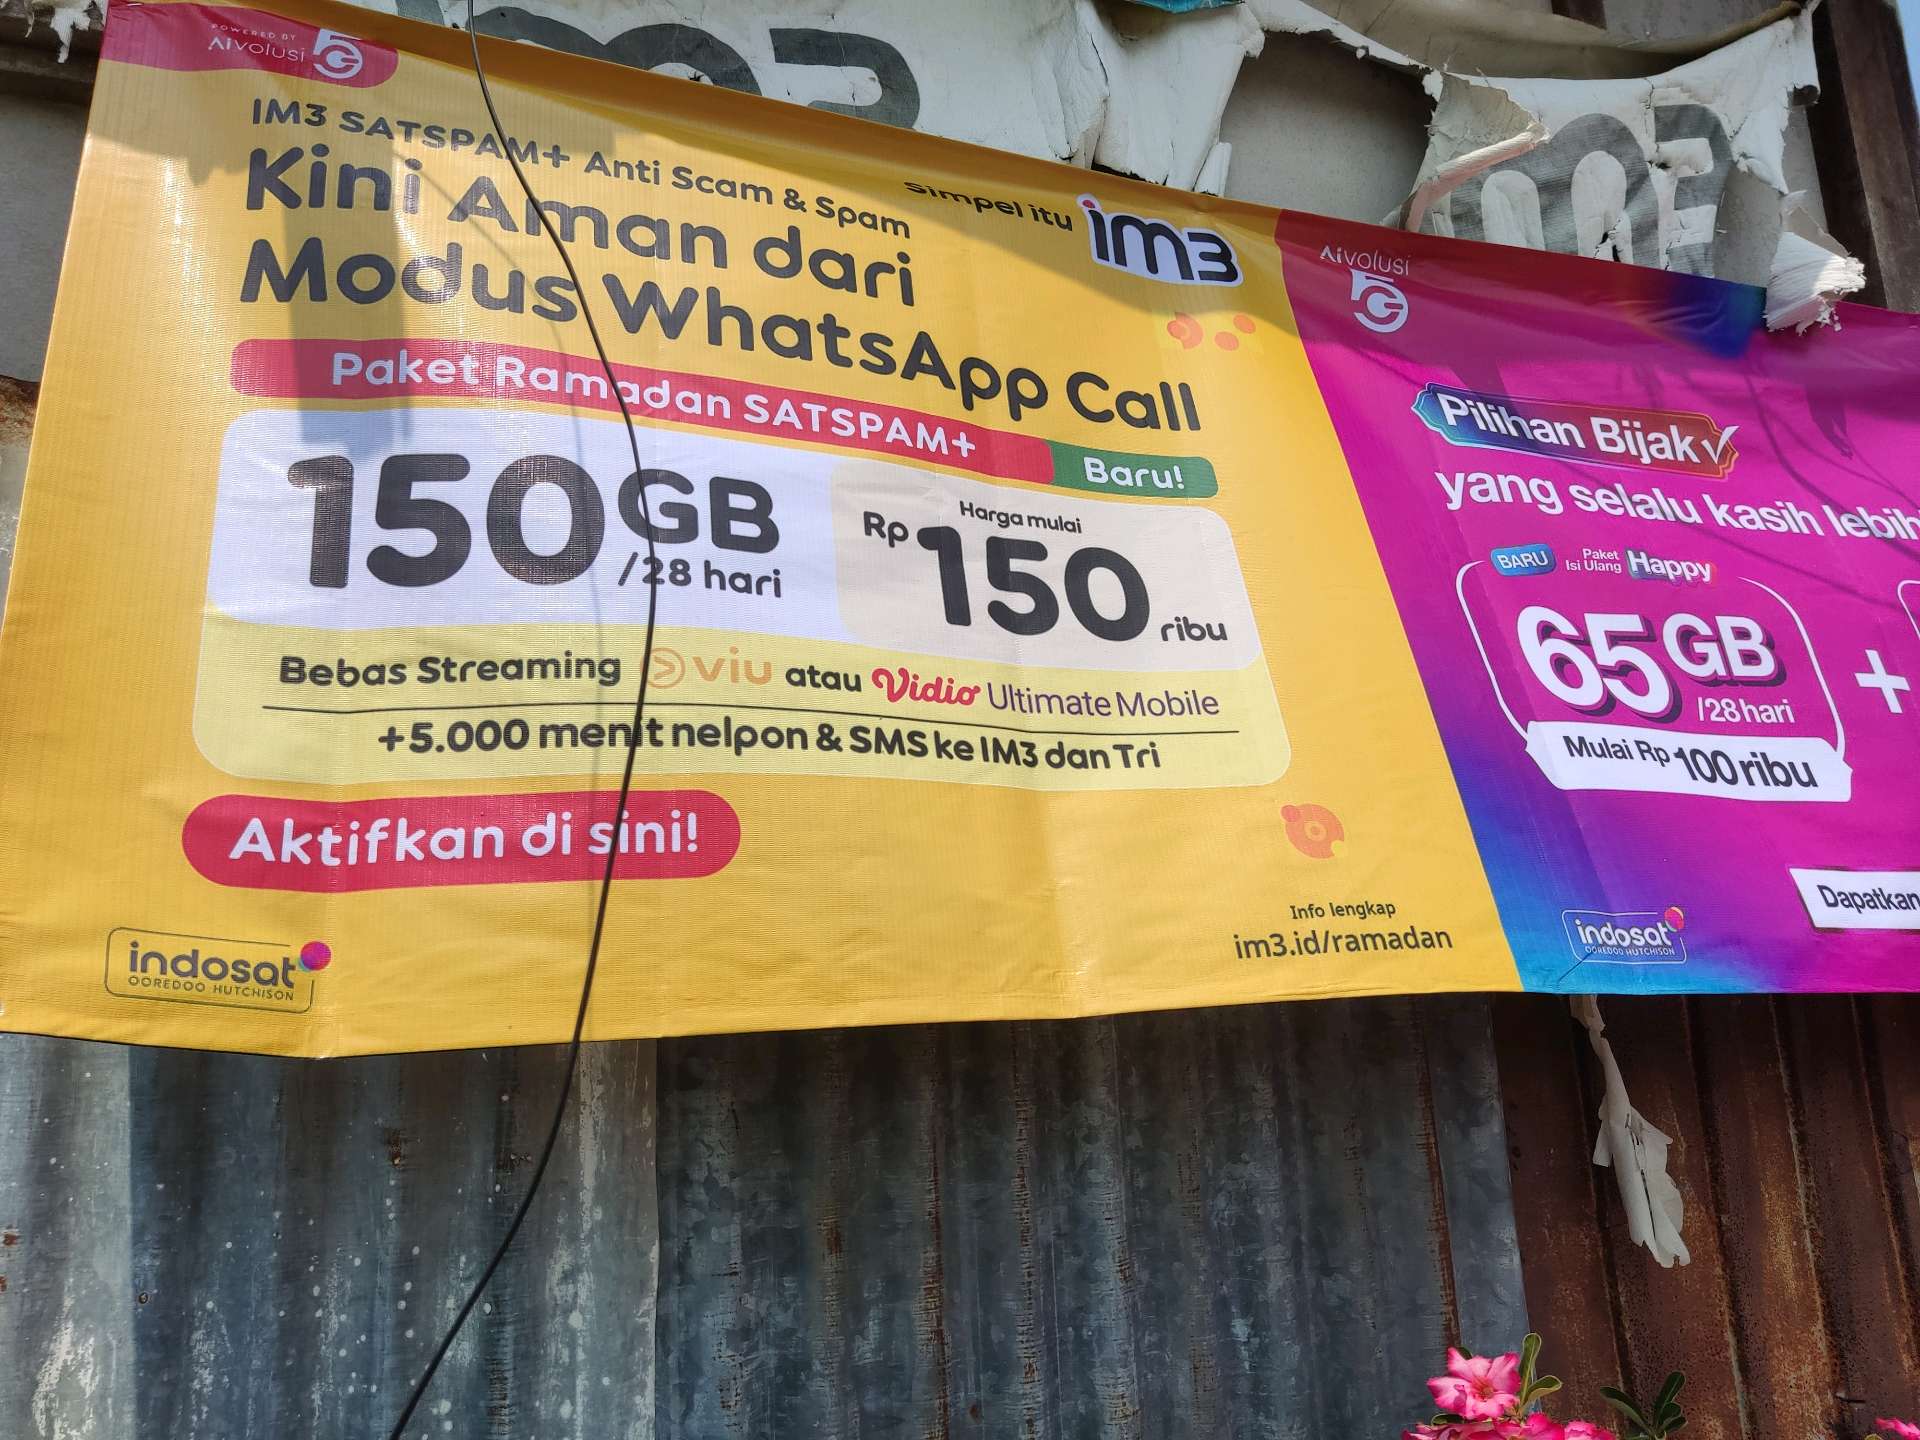 POWERED BY
AIvolusi 5G
IM3 SATSPAM+ Anti Scam & Spam
Kini Aman dari
Modus WhatsApp Call
simpel itu im3
Paket Ramadan SATSPAM+ Baru!
150GB
/28 hari
Harga mulai
Rp 150 ribu
Bebas Streaming viu atau Vidio Ultimate Mobile
+5.000 menit nelpon & SMS ke IM3 dan Tri
Aktifkan di sini!
indosat
OOREDOO HUTCHISON
Info lengkap
im3.id/ramadan
AIvolusi
5G
Pilihan Bijak
yang selalu kasih lebih
BARU Paket Isi Ulang Happy
65GB
/28 hari
+
Mulai Rp 100 ribu
Dapatkan
indosat
OOREDOO HUTCHISON